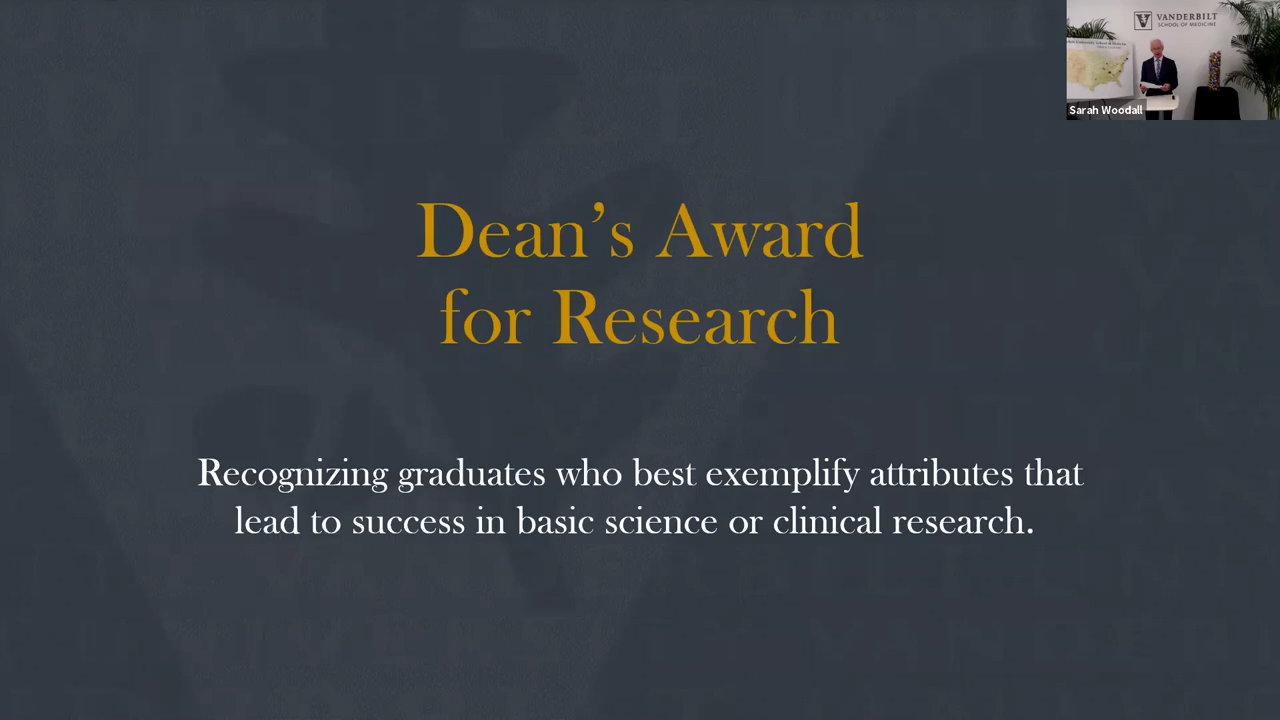 VANDERBILT
SCHOOL OF MEDICINE
Sarah Woodall
Dean’s Award
for Research
Recognizing graduates who best exemplify attributes that
lead to success in basic science or clinical research.